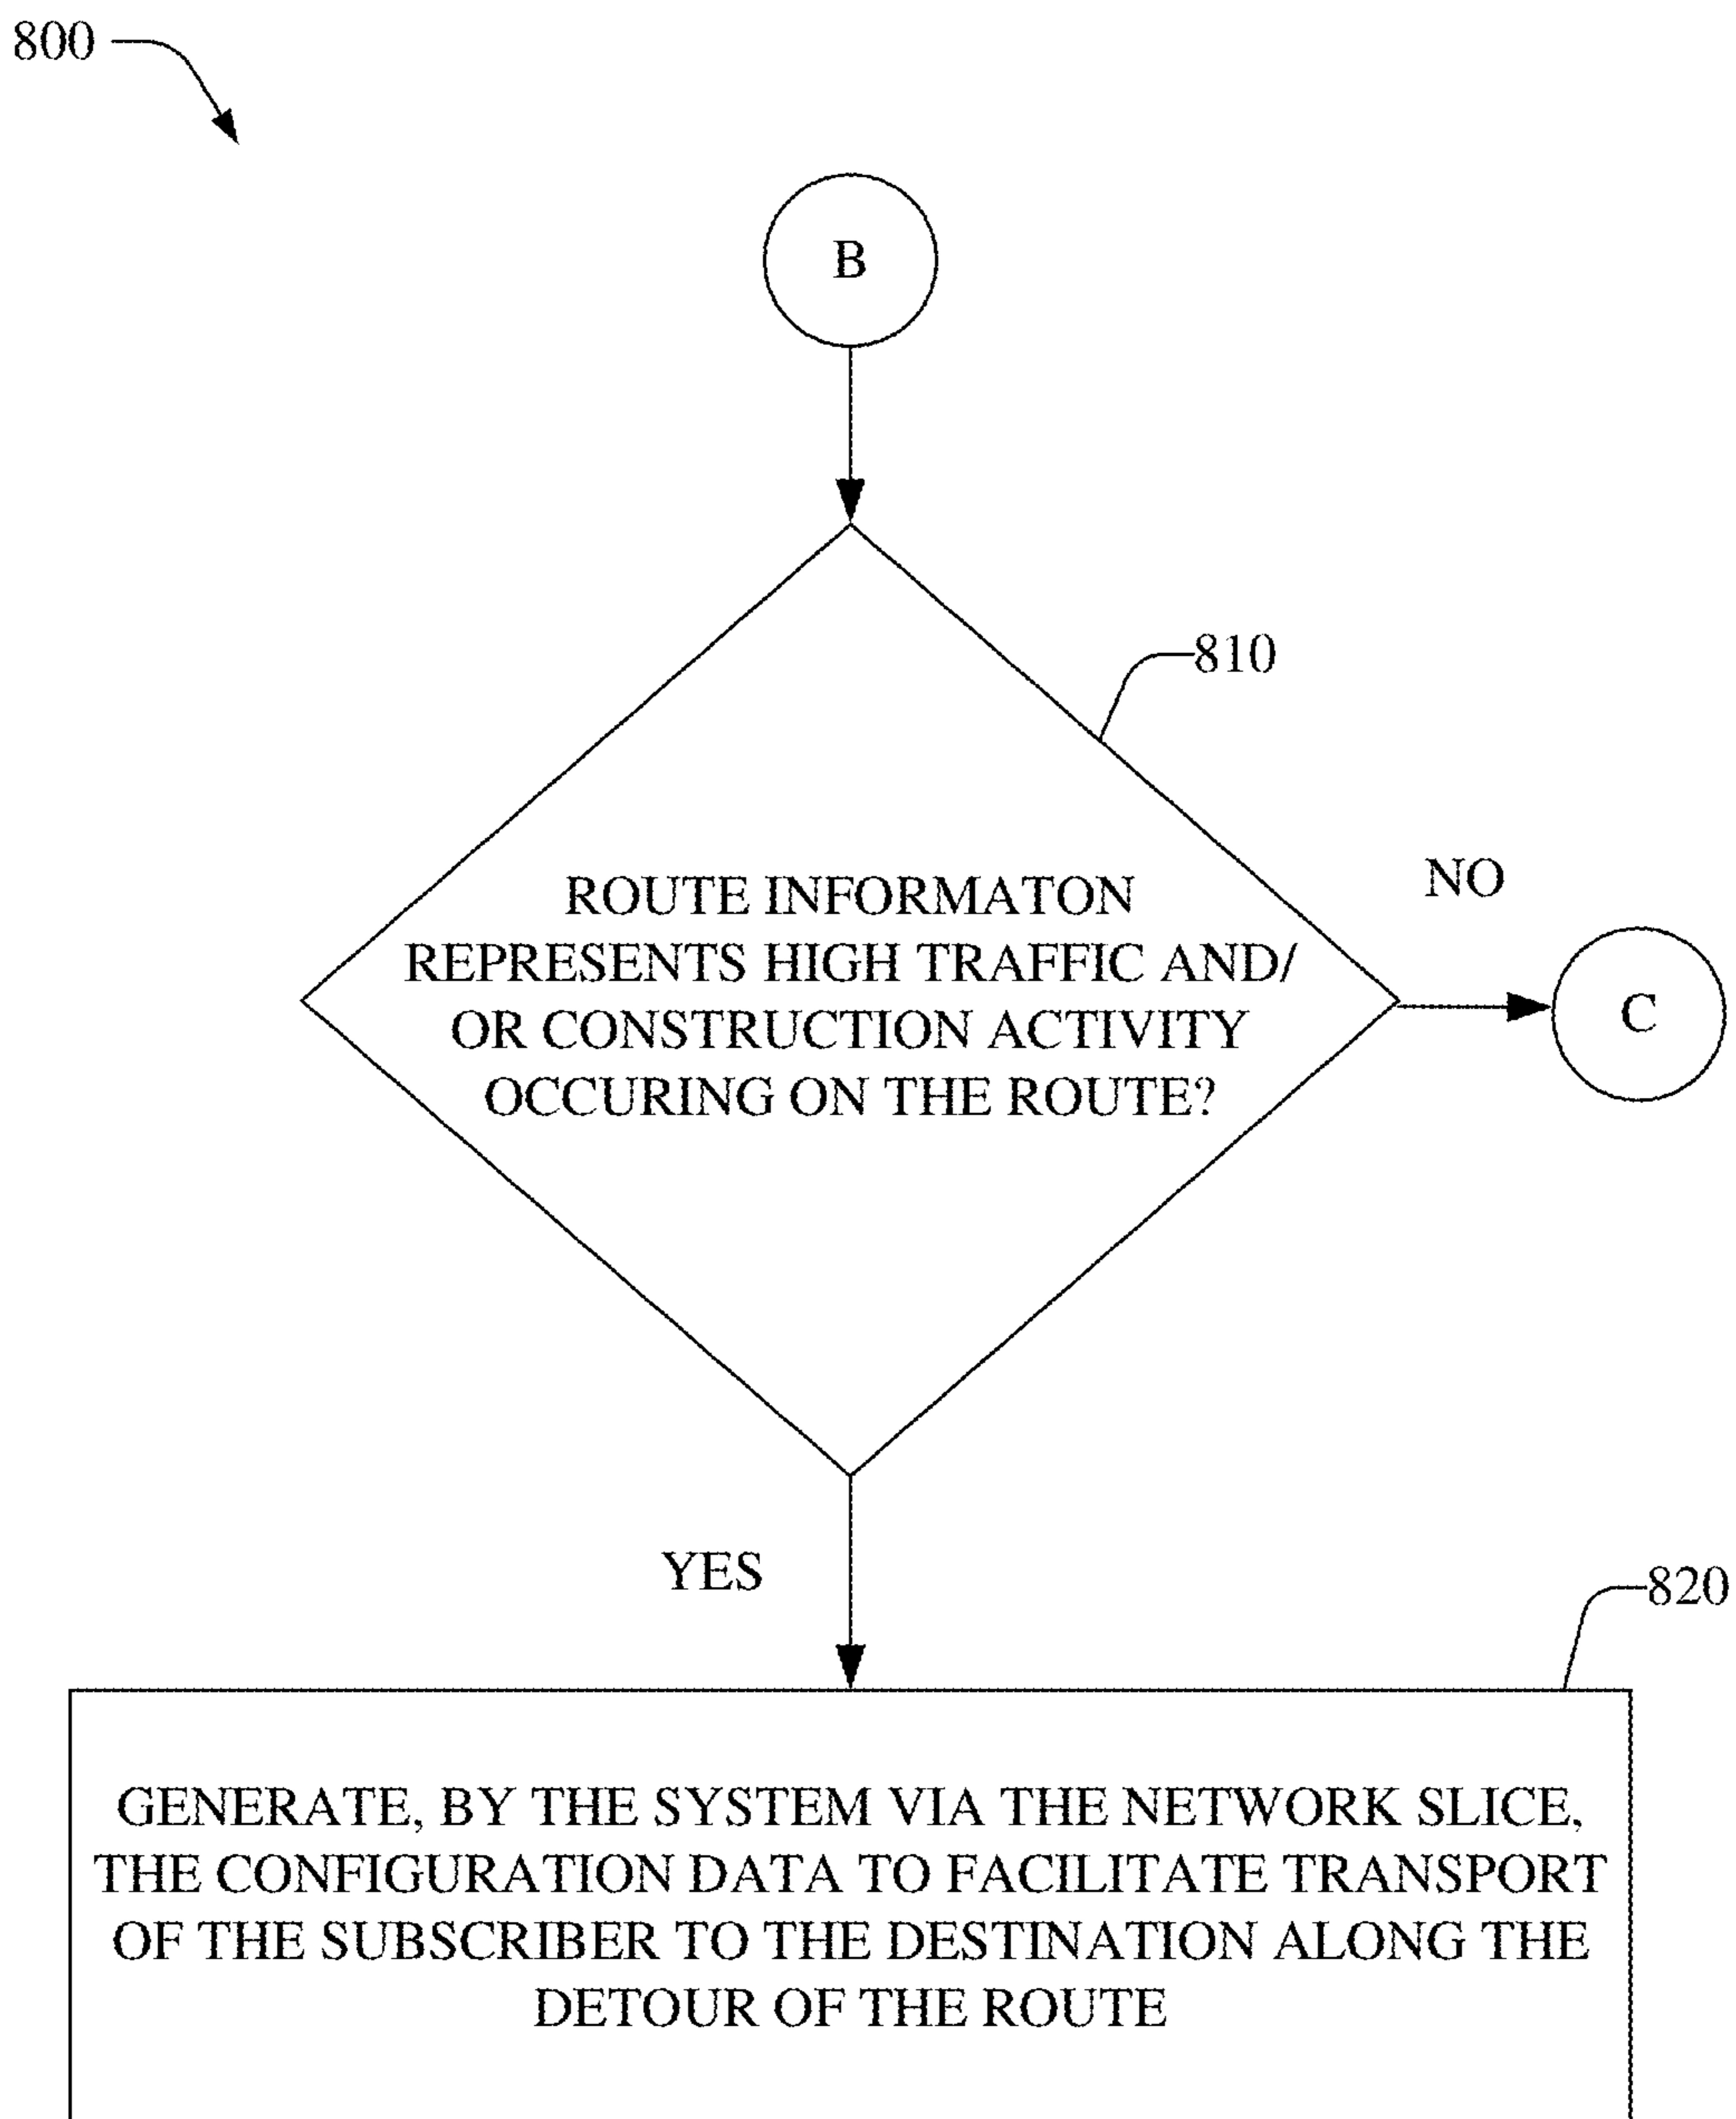 800
B
810
ROUTE INFORMATON
REPRESENTS HIGH TRAFFIC AND/
OR CONSTRUCTION ACTIVITY
OCCURING ON THE ROUTE?
NO
C
YES
820
GENERATE, BY THE SYSTEM VIA THE NETWORK SLICE,
THE CONFIGURATION DATA TO FACILITATE TRANSPORT
OF THE SUBSCRIBER TO THE DESTINATION ALONG THE
DETOUR OF THE ROUTE